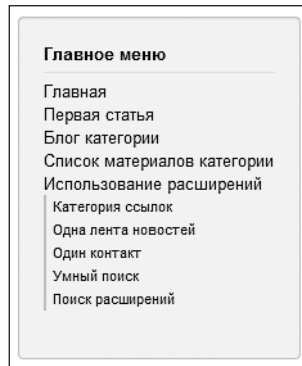 Главное меню
Главная
Первая статья
Блог категории
Список материалов категории
Использование расширений
Категория ссылок
Одна лента новостей
Один контакт
Умный поиск
Поиск расширений